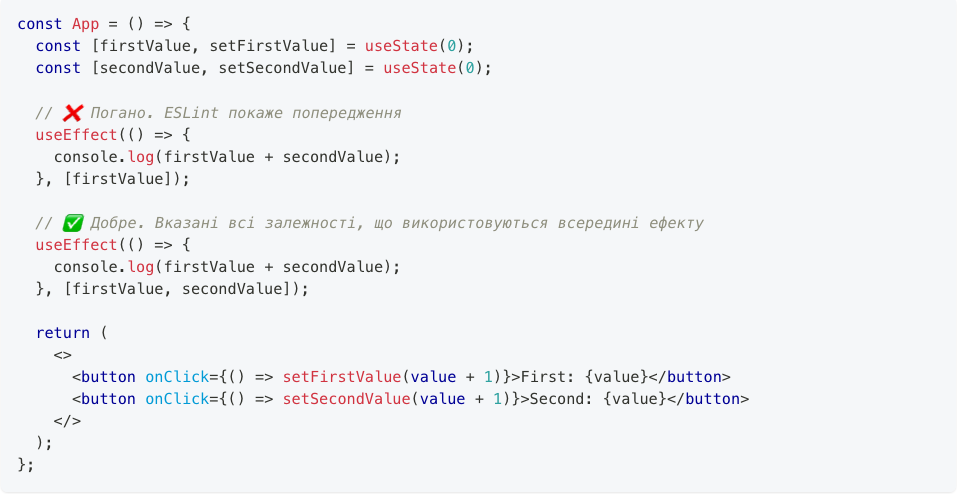 const App = () => {
  const [firstValue, setFirstValue] = useState(0);
  const [secondValue, setSecondValue] = useState(0);

  // ❌ Погано. ESLint покаже попередження
  useEffect(() => {
    console.log(firstValue + secondValue);
  }, [firstValue]);

  // ✅ Добре. Вказані всі залежності, що використовуються всередині ефекту
  useEffect(() => {
    console.log(firstValue + secondValue);
  }, [firstValue, secondValue]);

  return (
    <>
      <button onClick={() => setFirstValue(value + 1)}>First: {value}</button>
      <button onClick={() => setSecondValue(value + 1)}>Second: {value}</button>
    </>
  );
};